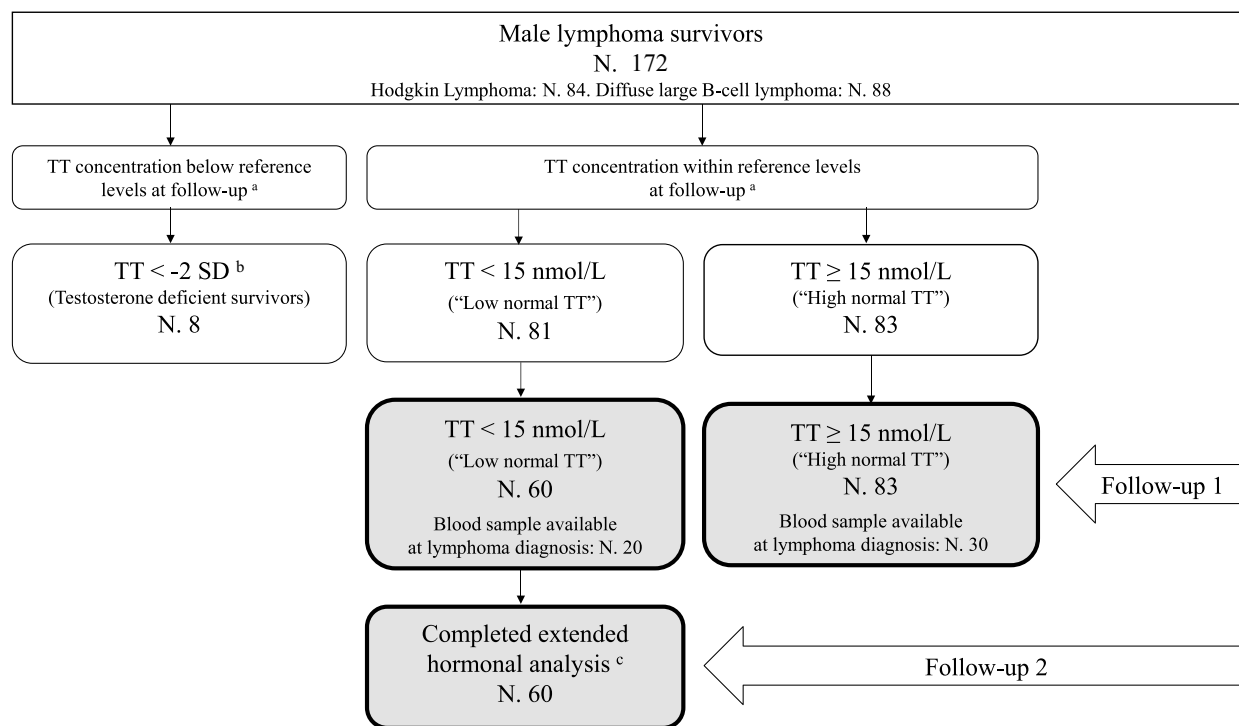 Male lymphoma survivors
N. 172
Hodgkin Lymphoma: N. 84. Diffuse large B-cell lymphoma: N. 88
TT concentration below reference
levels at follow-up a
TT concentration within reference levels
at follow-up a
TT < -2 SD b
(Testosterone deficient survivors)
N. 8
TT < 15 nmol/L
(“Low normal TT”)
N. 81
TT ≥ 15 nmol/L
(“High normal TT”)
N. 83
TT < 15 nmol/L
(“Low normal TT”)
N. 60
Blood sample available
at lymphoma diagnosis: N. 20
TT ≥ 15 nmol/L
(“High normal TT”)
N. 83
Blood sample available
at lymphoma diagnosis: N. 30
Follow-up 1
Completed extended
hormonal analysis c
N. 60
Follow-up 2